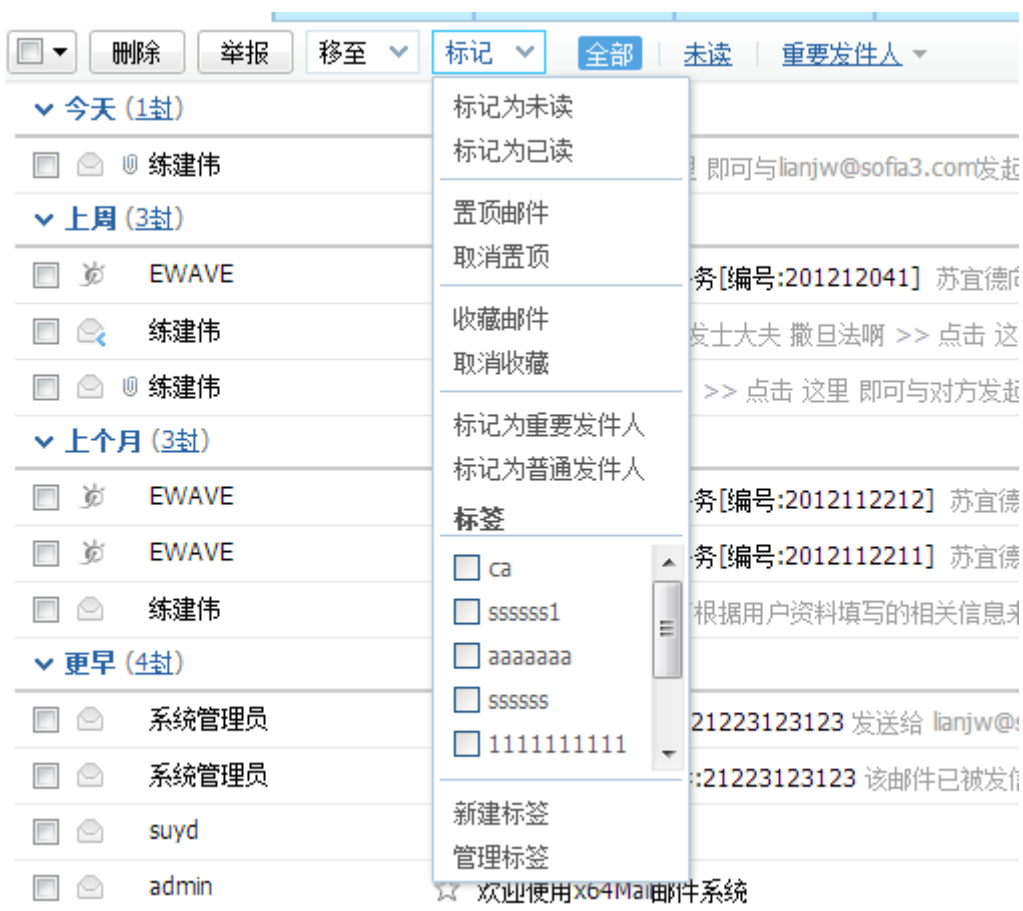 删除 举报 移至 标记 全部 未读 重要发件人
今天 (1封)
练建伟 即可与lianjw@sofia3.com发起
上周 (3封)
EWAVE 务[编号:201212041] 苏宜德向
练建伟 发士大夫 撒旦法啊 >> 点击 这
练建伟 >> 点击 这里 即可与对方发起
上个月 (3封)
EWAVE 务[编号:2012112212] 苏宜德
EWAVE 务[编号:2012112211] 苏宜德
练建伟 根据用户资料填写的相关信息来
更早 (4封)
系统管理员 21223123123 发送给 lianjw@s
系统管理员 :21223123123 该邮件已被发信
suyd
admin 欢迎使用x64Mail邮件系统
标记为未读
标记为已读
置顶邮件
取消置顶
收藏邮件
取消收藏
标记为重要发件人
标记为普通发件人
标签
ca
ssssss1
aaaaaaa
ssssss
1111111111
新建标签
管理标签